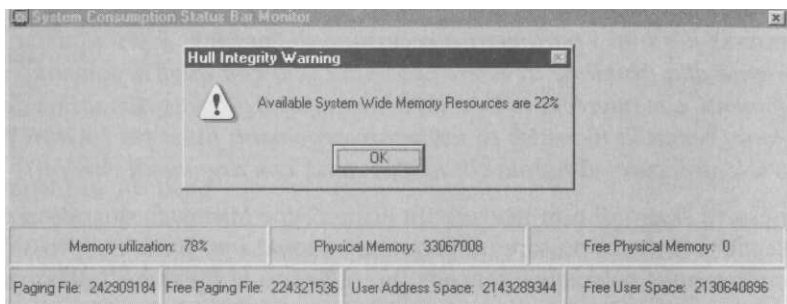 System Consumption Status Bar Monitor
Hull Integrity Warning
Available System Wide Memory Resources are 22%
OK
Memory utilization: 78%
Physical Memory: 33067008
Free Physical Memory: 0
Paging File: 242909184
Free Paging File: 224321536
User Address Space: 2143289344
Free User Space: 2130640896